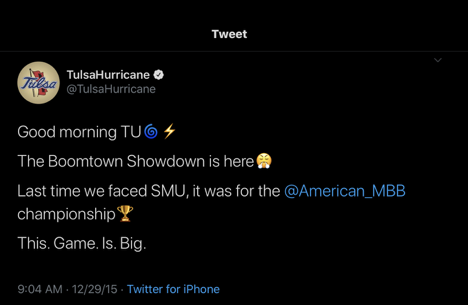 Tweet
Tulsa
TulsaHurricane
@TulsaHurricane
Good morning TU🌀⚡
The Boomtown Showdown is here😤
Last time we faced SMU, it was for the @American_MBB
championship🏆
This. Game. Is. Big.
9:04 AM · 12/29/15 · Twitter for iPhone